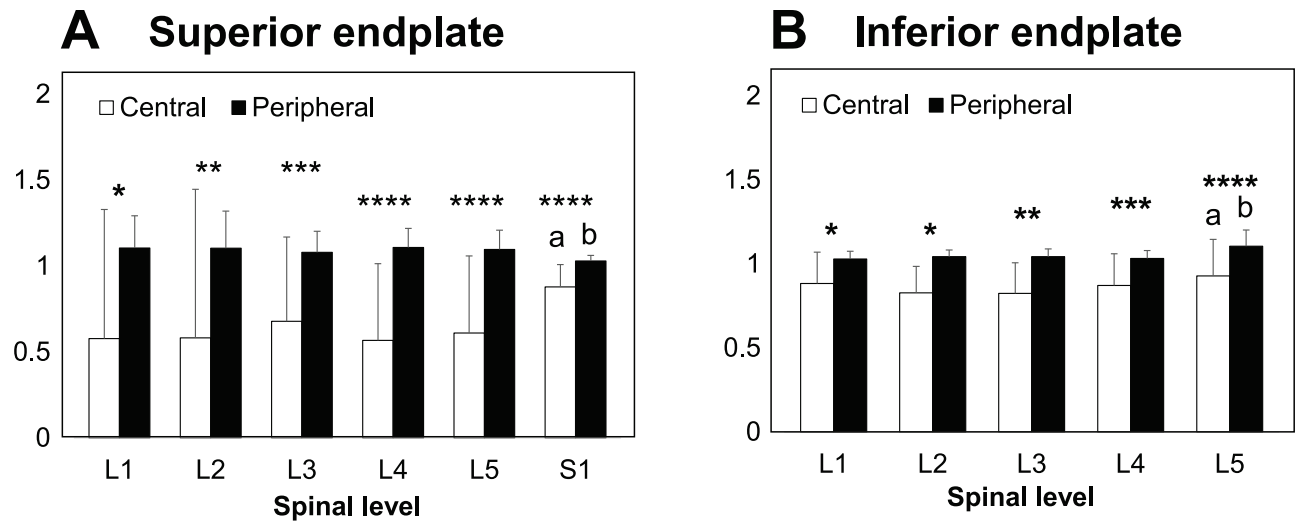 A Superior endplate
2
Central Peripheral
1.5
* ** *** **** **** ****
a b
1
0.5
0
L1 L2 L3 L4 L5 S1
Spinal level
B Inferior endplate
2
Central Peripheral
1.5
* * ** *** ****
a b
1
0.5
0
L1 L2 L3 L4 L5
Spinal level